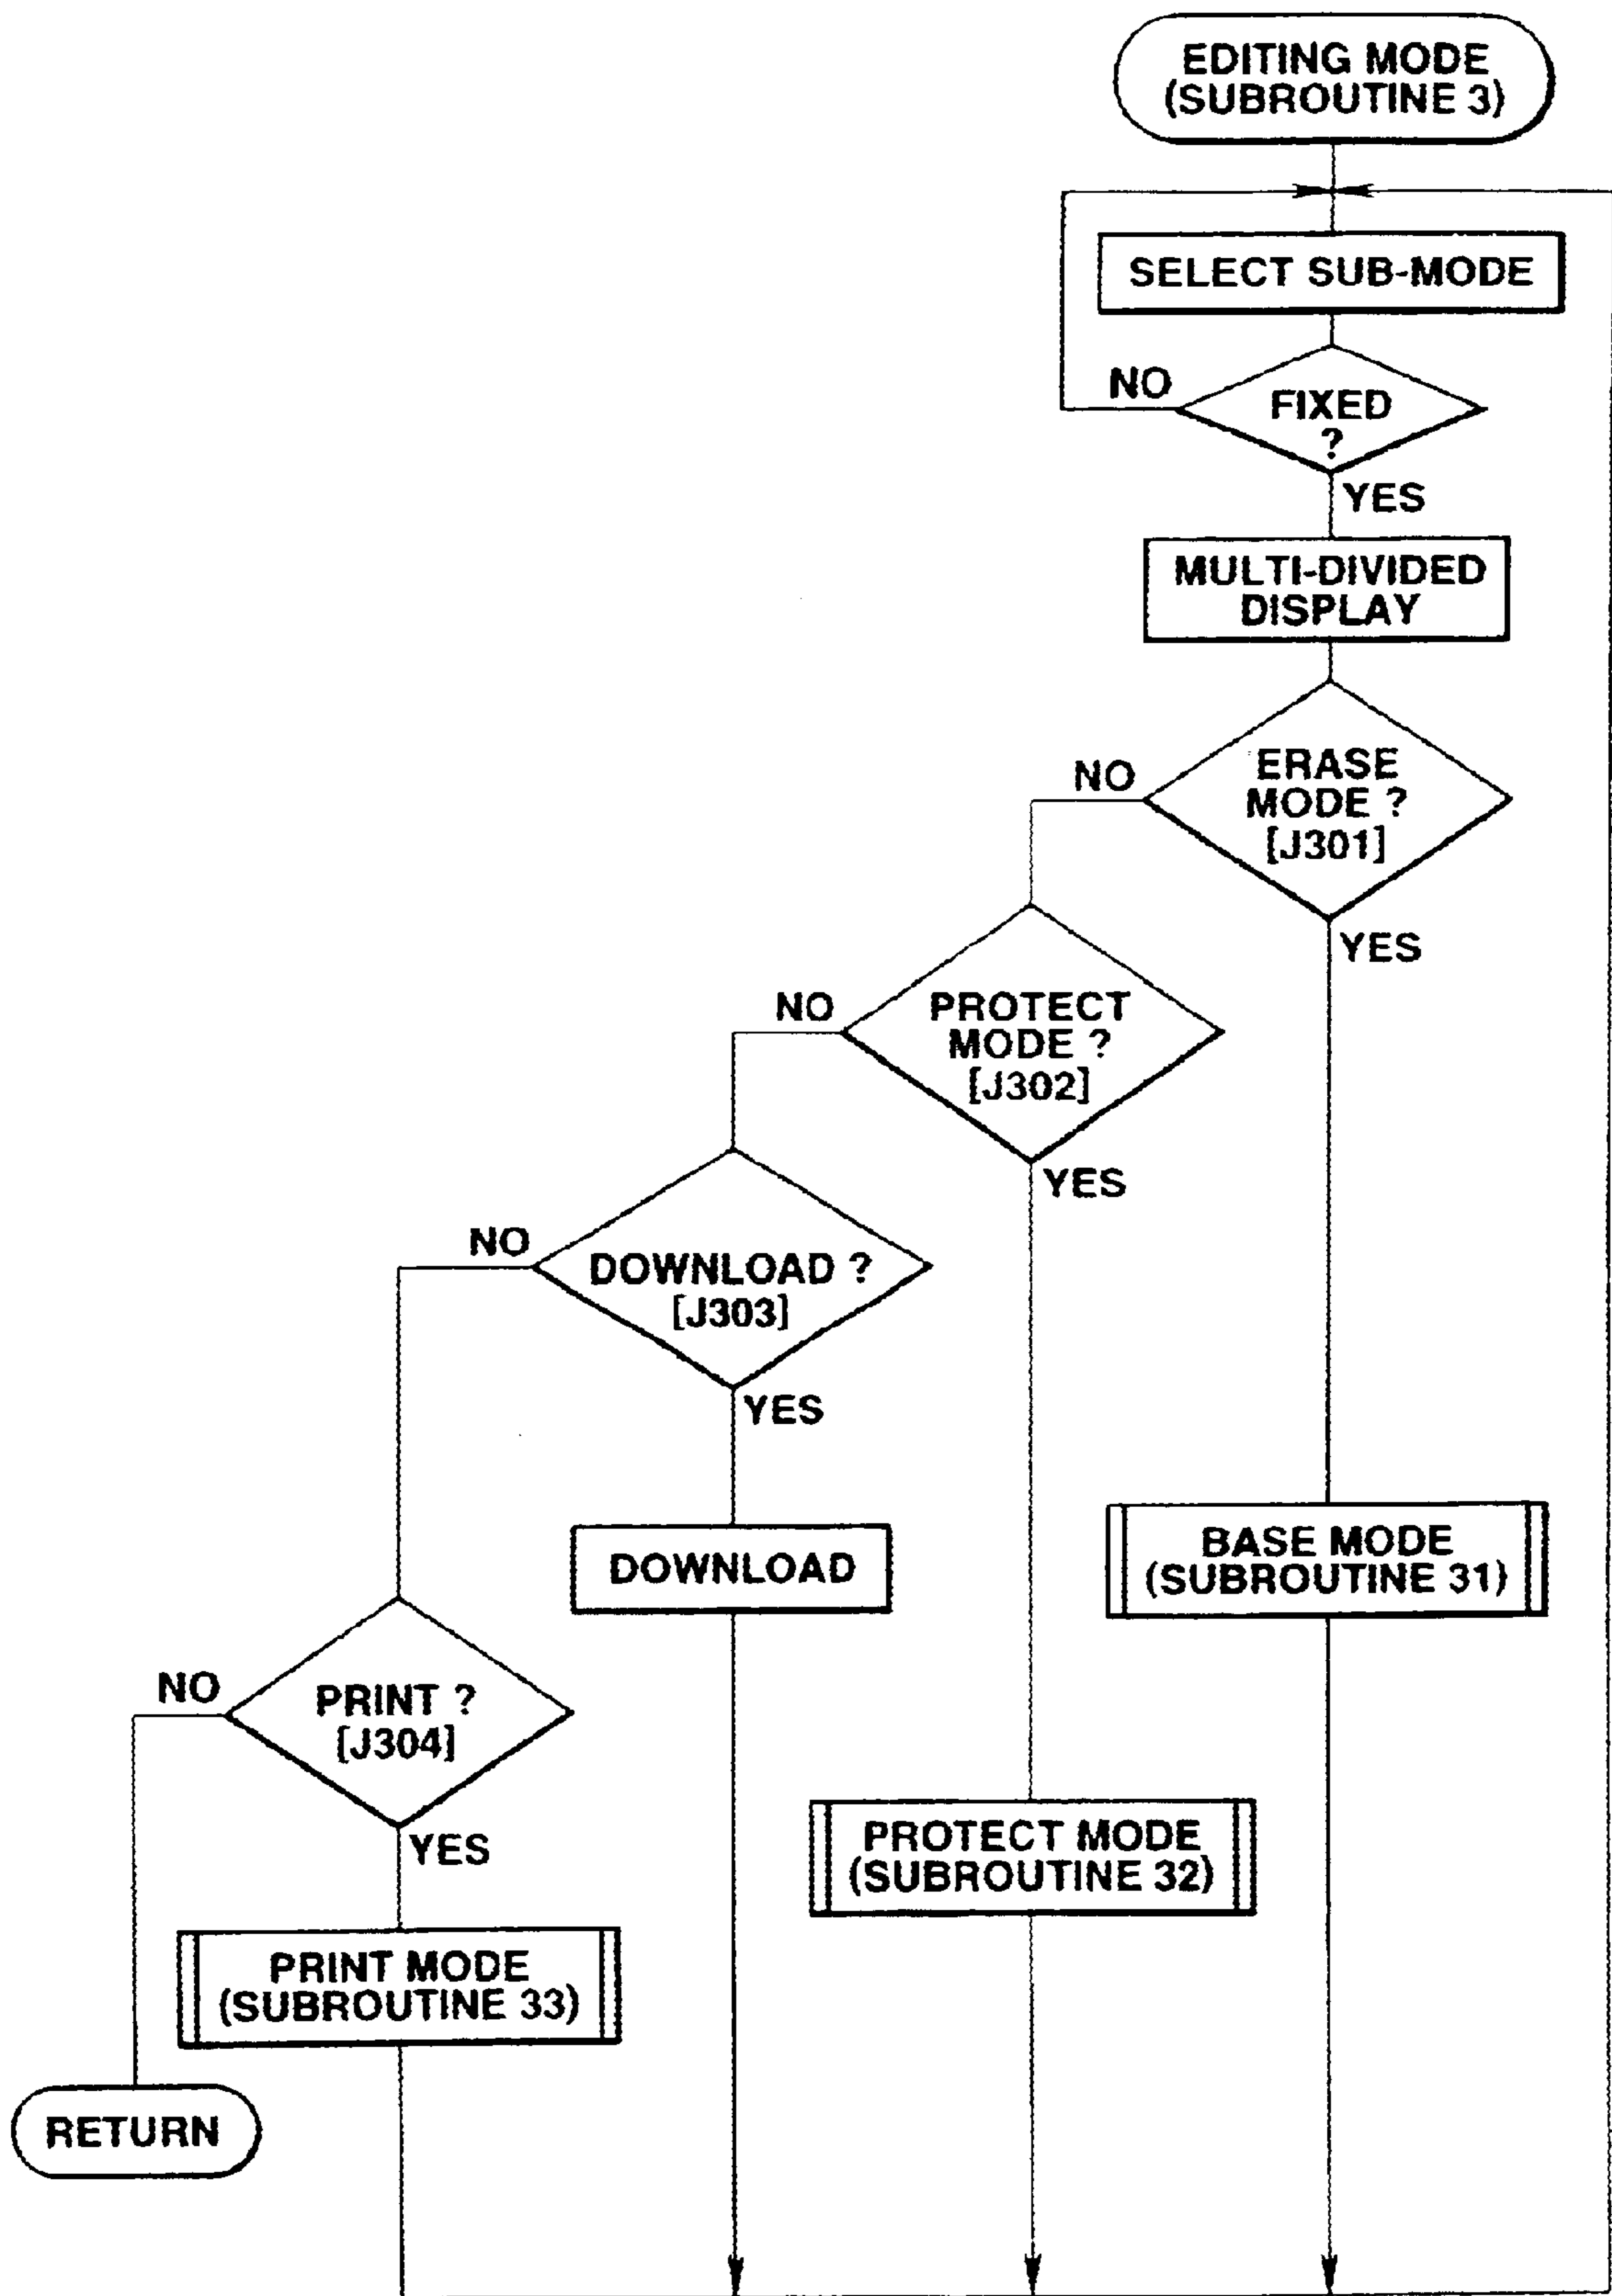 EDITING MODE
(SUBROUTINE 3)
SELECT SUB-MODE
NO
FIXED
?
YES
MULTI-DIVIDED
DISPLAY
NO
ERASE
MODE ?
[J301]
YES
NO
PROTECT
MODE ?
[J302]
YES
NO
DOWNLOAD ?
[J303]
YES
BASE MODE
(SUBROUTINE 31)
DOWNLOAD
NO
PRINT ?
[J304]
YES
PROTECT MODE
(SUBROUTINE 32)
PRINT MODE
(SUBROUTINE 33)
RETURN